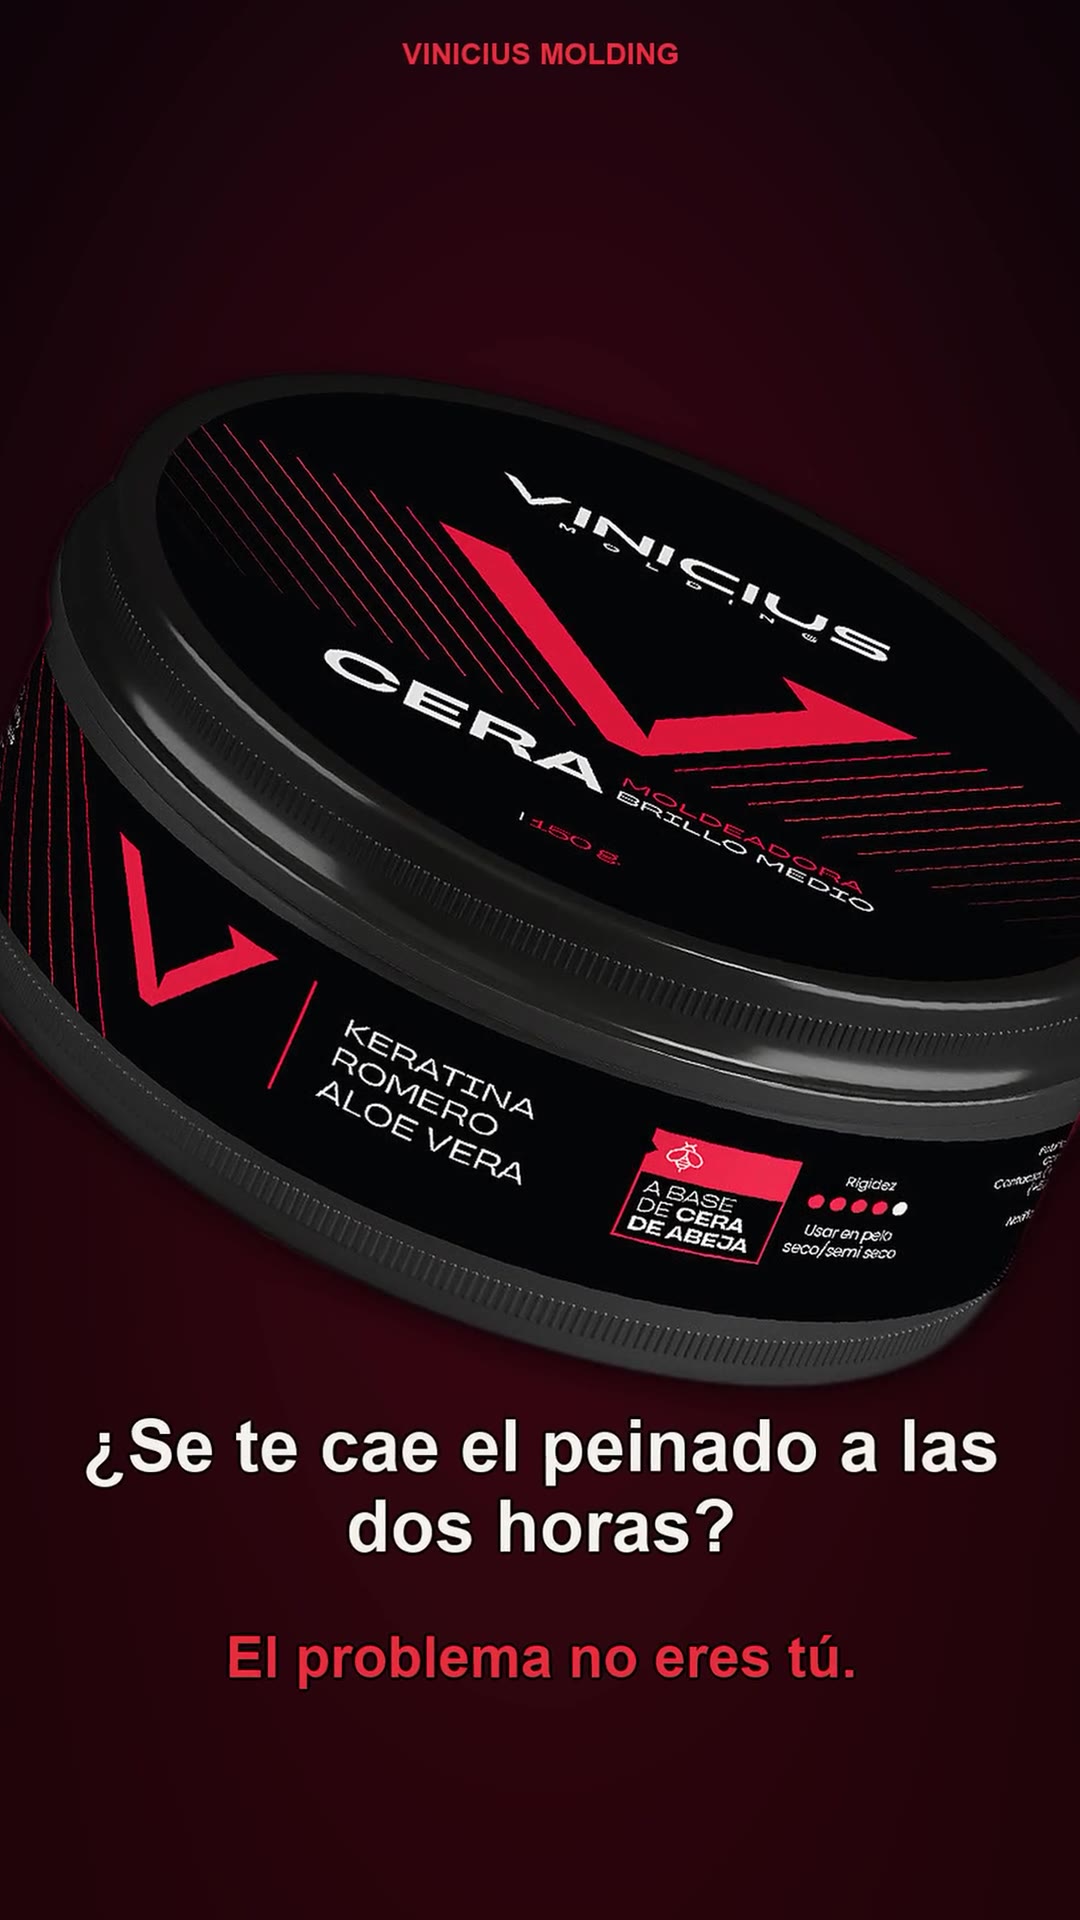 VINICIUS MOLDING
VINICIUS
MOLDING
CERA
MOLDEADORA
BRILLO MEDIO
150 g.
KERATINA
ROMERO
ALOE VERA
A BASE
DE CERA
DE ABEJA
Rigidez
Usar en pelo
seco/semi seco
¿Se te cae el peinado a las
dos horas?
El problema no eres tú.